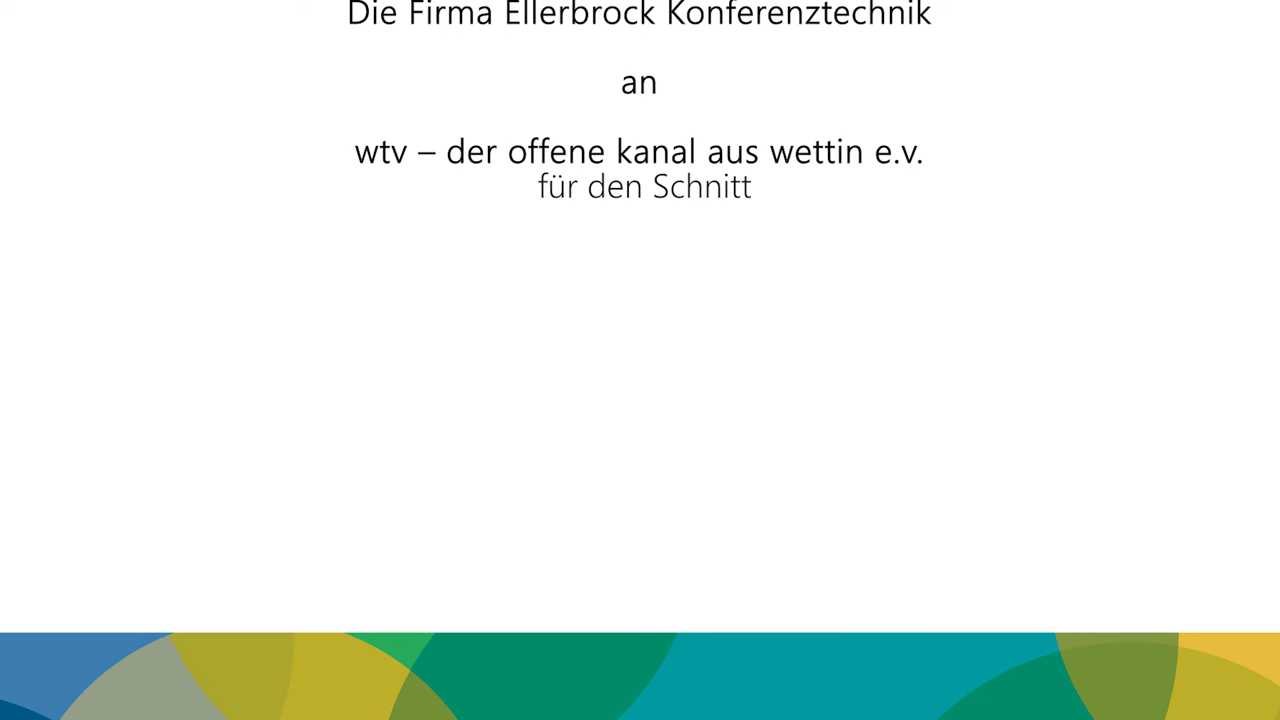 Die Firma Ellerbrock Konferenztechnik
an
wtv – der offene kanal aus wettin e.v.
für den Schnitt